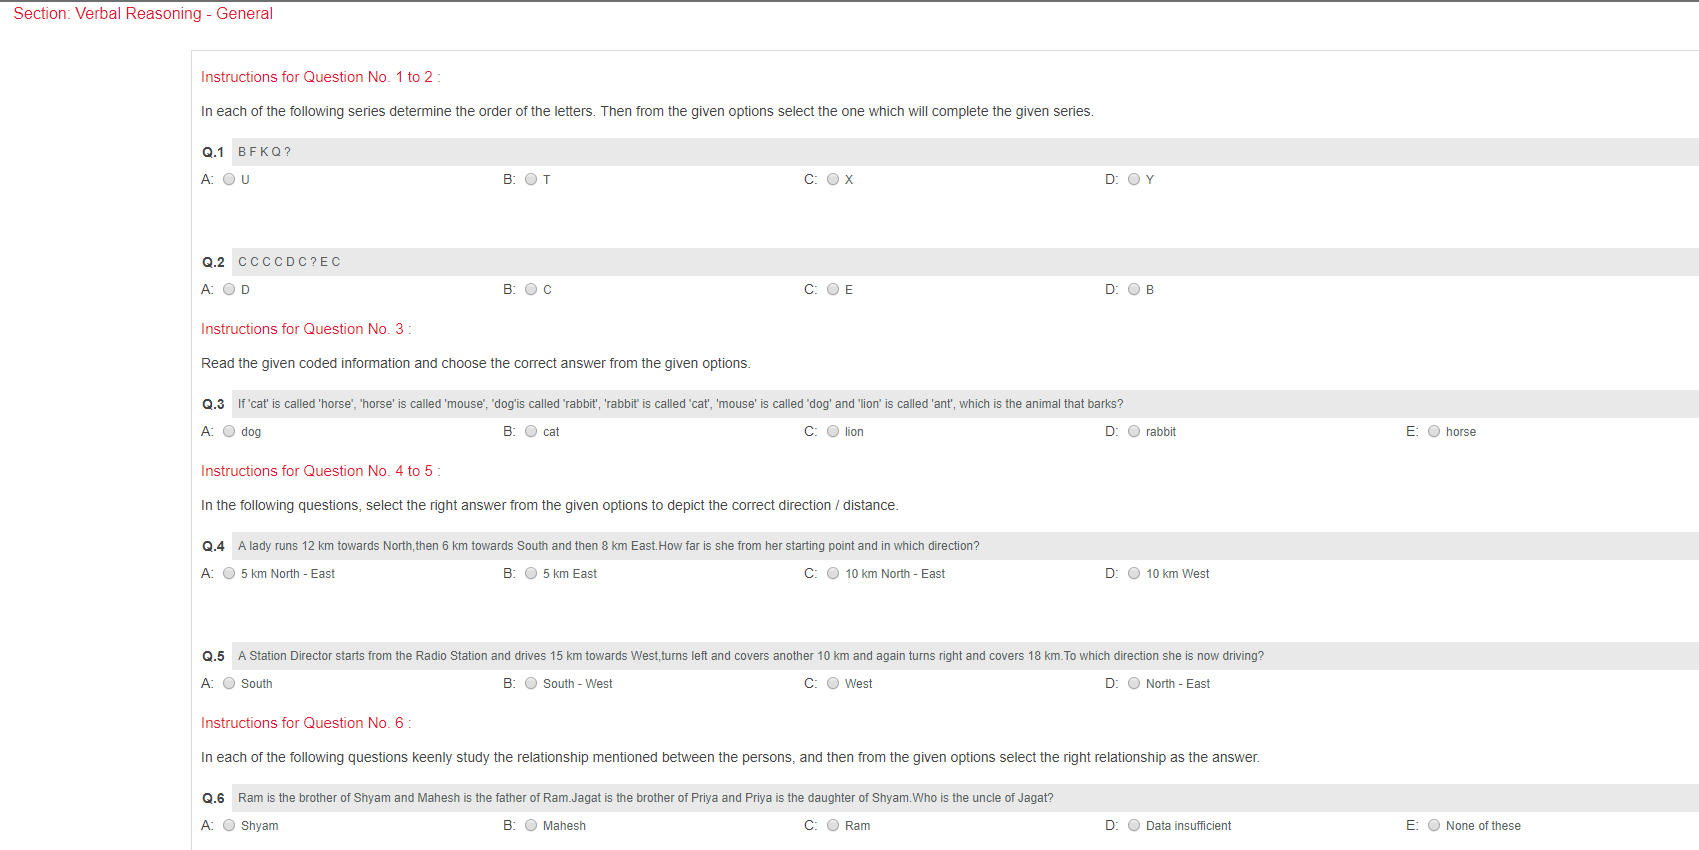 Section: Verbal Reasoning - General
Instructions for Question No. 1 to 2 :
In each of the following series determine the order of the letters. Then from the given options select the one which will complete the given series.
Q.1 B F K Q ?
A: U B: T C: X D: Y
Q.2 C C C C D C ? E C
A: D B: C C: E D: B
Instructions for Question No. 3 :
Read the given coded information and choose the correct answer from the given options.
Q.3 If 'cat' is called 'horse', 'horse' is called 'mouse', 'dog'is called 'rabbit', 'rabbit' is called 'cat', 'mouse' is called 'dog' and 'lion' is called 'ant', which is the animal that barks?
A: dog B: cat C: lion D: rabbit E: horse
Instructions for Question No. 4 to 5 :
In the following questions, select the right answer from the given options to depict the correct direction / distance.
Q.4 A lady runs 12 km towards North,then 6 km towards South and then 8 km East.How far is she from her starting point and in which direction?
A: 5 km North - East B: 5 km East C: 10 km North - East D: 10 km West
Q.5 A Station Director starts from the Radio Station and drives 15 km towards West,turns left and covers another 10 km and again turns right and covers 18 km.To which direction she is now driving?
A: South B: South - West C: West D: North - East
Instructions for Question No. 6 :
In each of the following questions keenly study the relationship mentioned between the persons, and then from the given options select the right relationship as the answer.
Q.6 Ram is the brother of Shyam and Mahesh is the father of Ram.Jagat is the brother of Priya and Priya is the daughter of Shyam.Who is the uncle of Jagat?
A: Shyam B: Mahesh C: Ram D: Data insufficient E: None of these